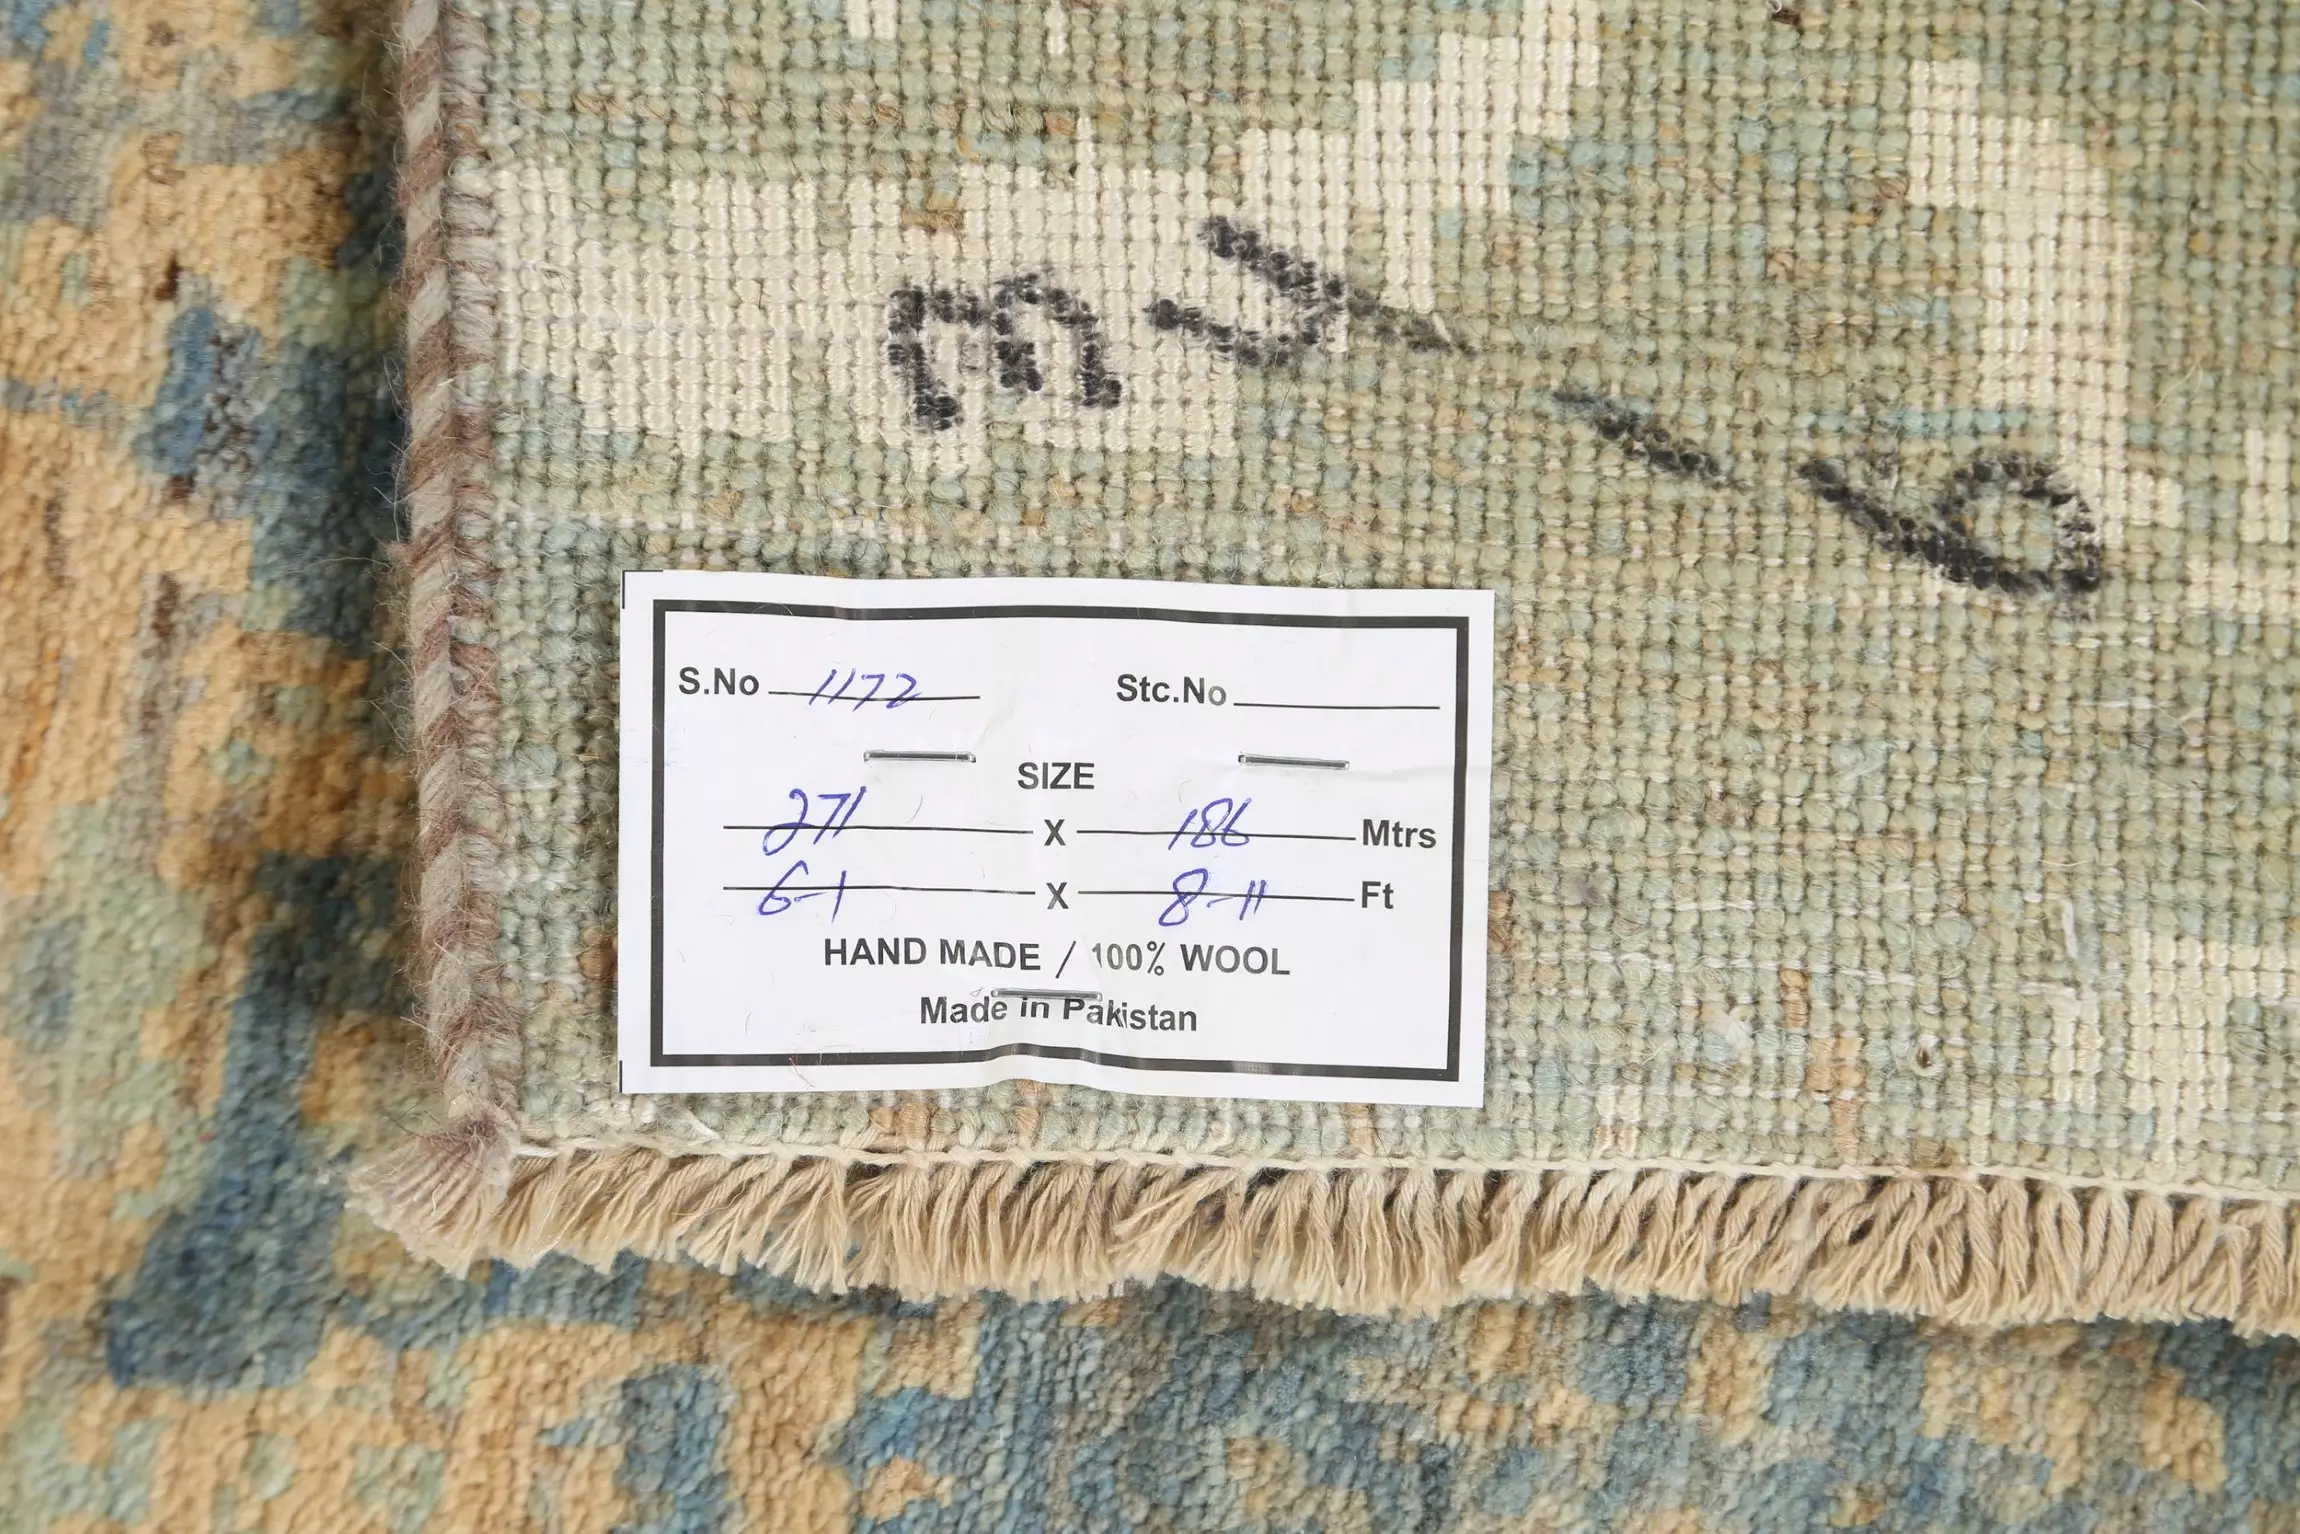 S.No 1172 Stc.No
SIZE
271 X 186 Mtrs
6-1 X 8-11 Ft
HAND MADE / 100% WOOL
Made in Pakistan